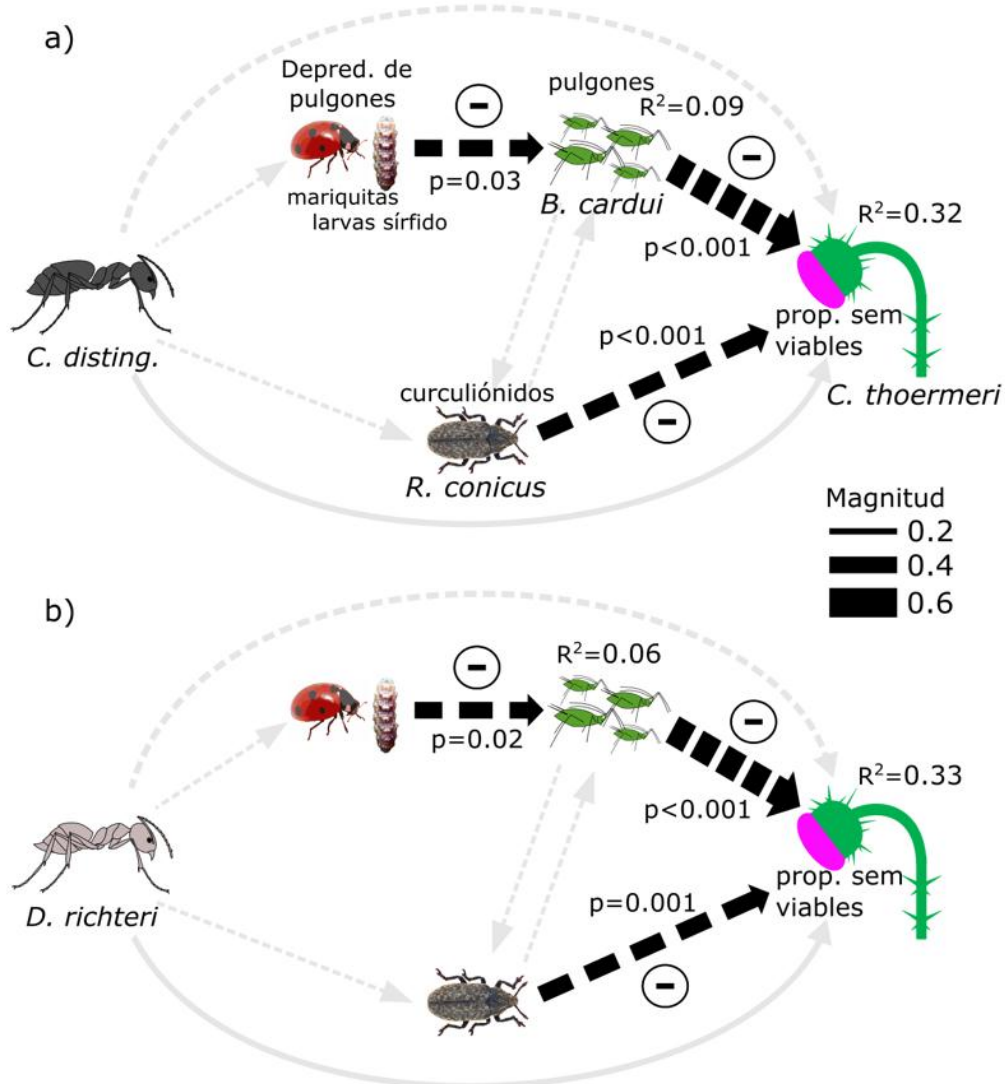 a)
Depred. de
pulgones
mariquitas
larvas sírfido
-
p=0.03
pulgones
B. cardui
R²=0.09
-
p<0.001
R²=0.32
C. disting.
p<0.001
-
prop. sem
viables
C. thoermeri
curculiónidos
R. conicus
Magnitud
0.2
0.4
0.6
b)
-
p=0.02
R²=0.06
-
p<0.001
R²=0.33
D. richteri
p=0.001
-
prop. sem
viables